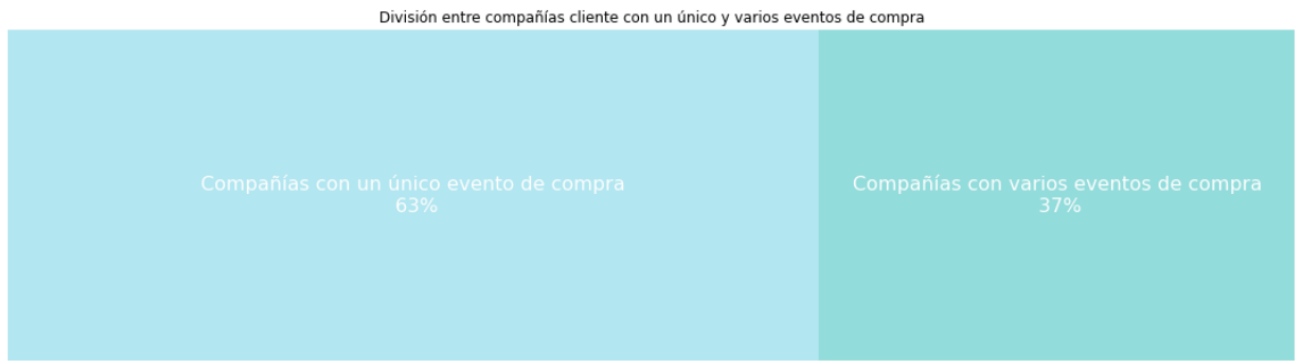 División entre compañías cliente con un único y varios eventos de compra
Compañías con un único evento de compra
63%
Compañías con varios eventos de compra
37%